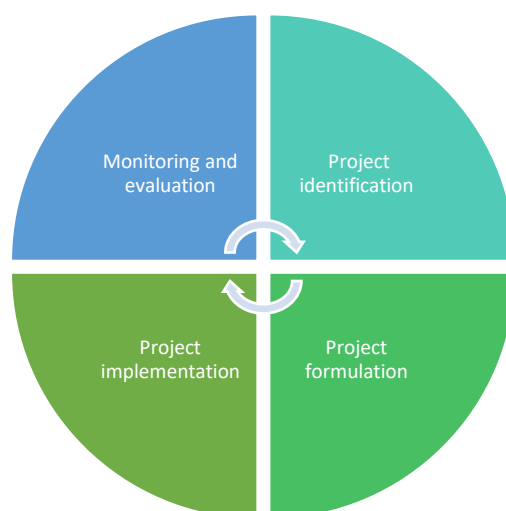 Monitoring and
evaluation
Project
identification
Project
implementation
Project
formulation